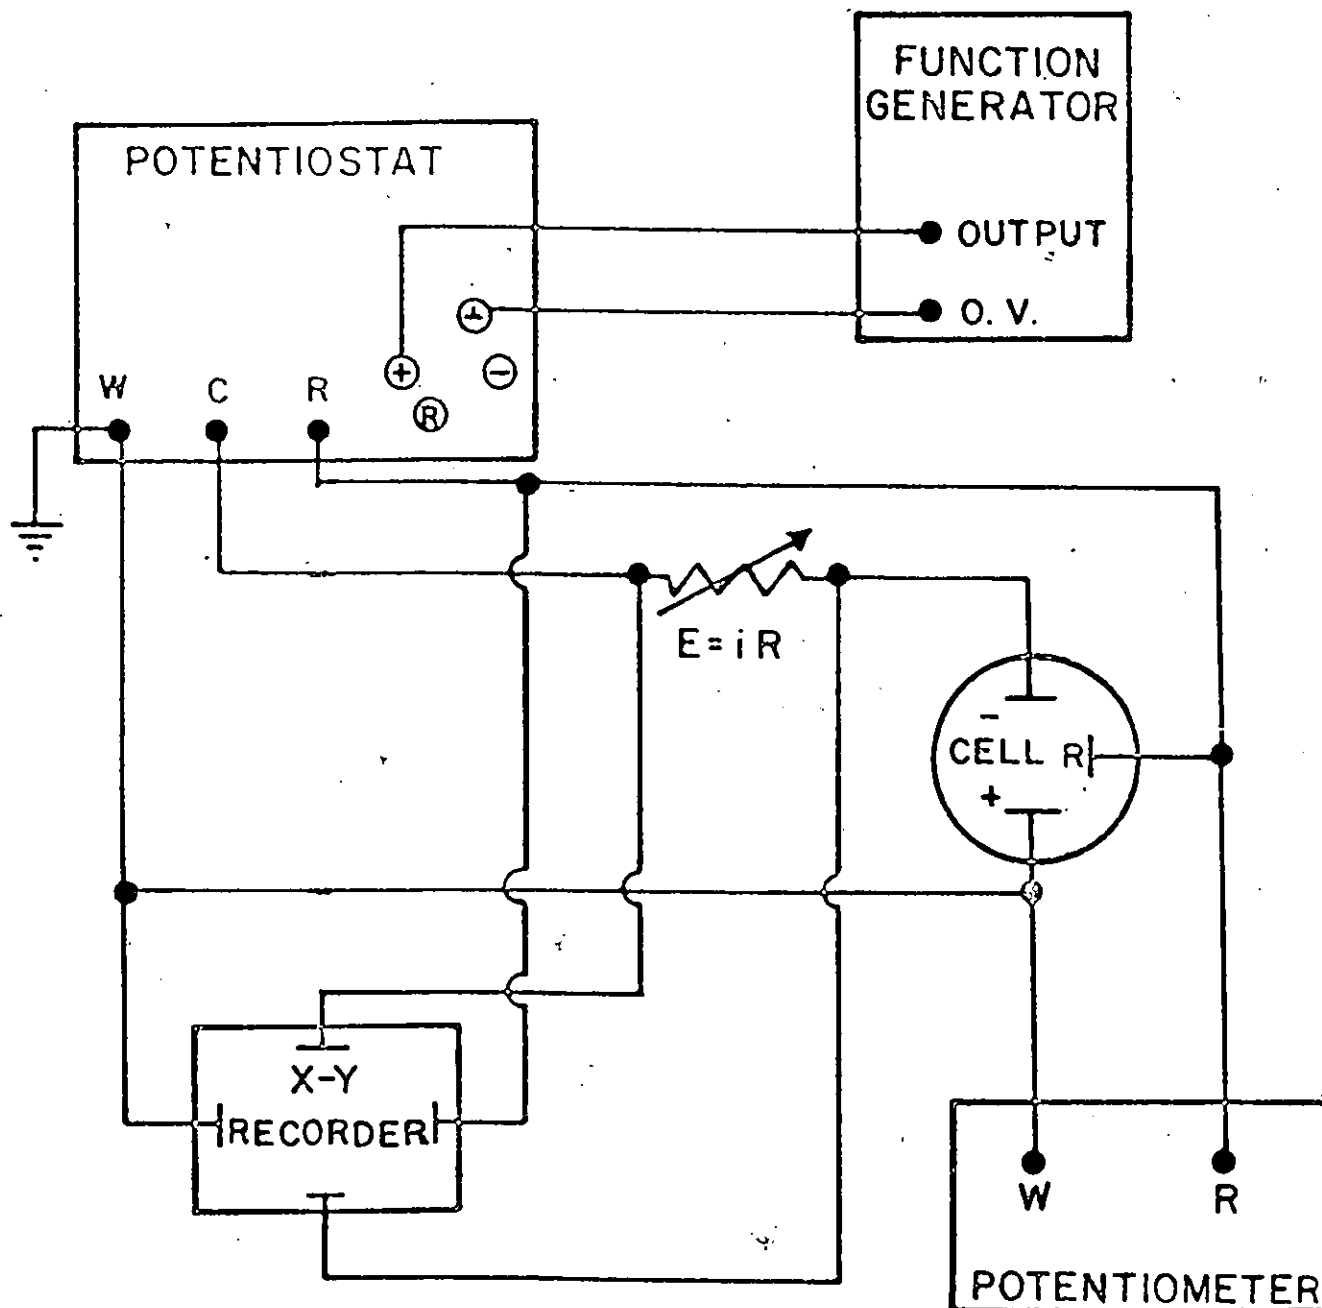 FUNCTION
GENERATOR
OUTPUT
O. V.
POTENTIOSTAT
W C R
+
-
R
E = i R
-
CELL R
+
X-Y
RECORDER
W R
POTENTIOMETER